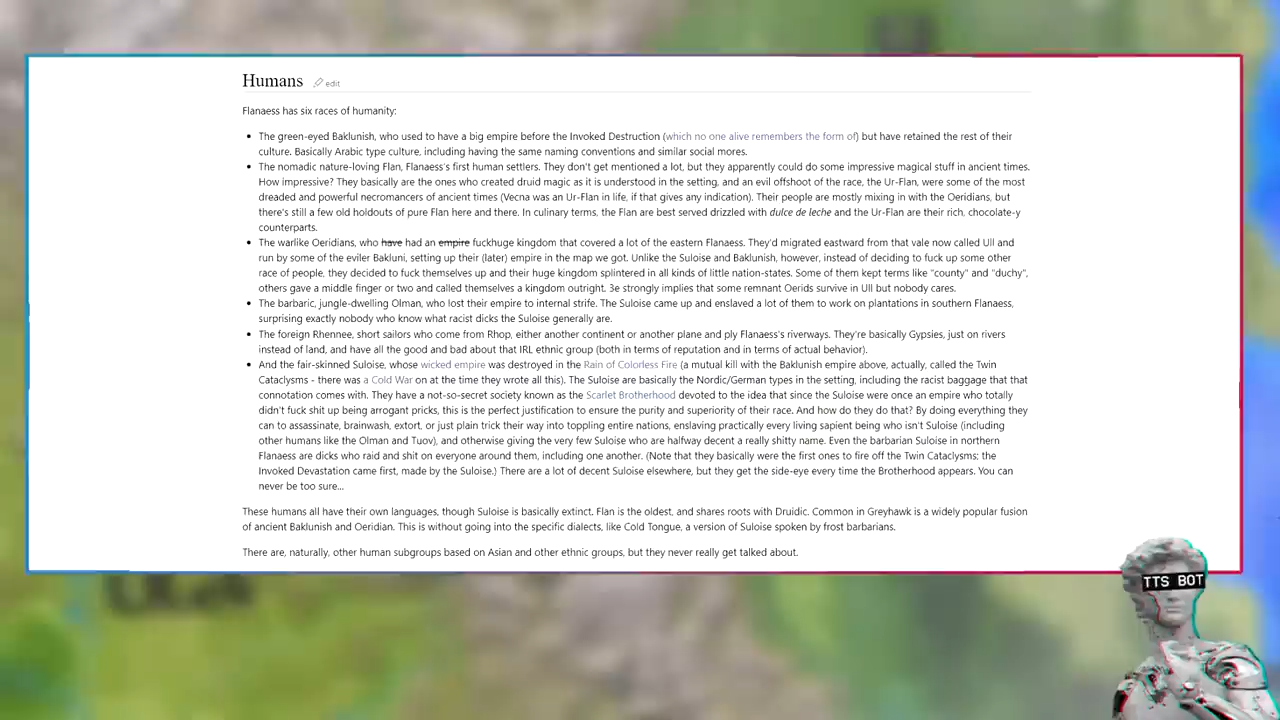 Humans edit
Flanaess has six races of humanity:
The green-eyed Baklunish, who used to have a big empire before the Invoked Destruction (which no one alive remembers the form of) but have retained the rest of their
culture. Basically Arabic type culture, including having the same naming conventions and similar social mores.
The nomadic nature-loving Flan, Flanaess's first human settlers. They don't get mentioned a lot, but they apparently could do some impressive magical stuff in ancient times.
How impressive? They basically are the ones who created druid magic as it is understood in the setting, and an evil offshoot of the race, the Ur-Flan, were some of the most
dreaded and powerful necromancers of ancient times (Vecna was an Ur-Flan in life, if that gives any indication). Their people are mostly mixing in with the Oeridians, but
there's still a few old holdouts of pure Flan here and there. In culinary terms, the Flan are best served drizzled with dulce de leche and the Ur-Flan are their rich, chocolate-y
counterparts.
The warlike Oeridians, who have had an empire fuckhuge kingdom that covered a lot of the eastern Flanaess. They'd migrated eastward from that vale now called Ull and
run by some of the eviler Bakluni, setting up their (later) empire in the map we got. Unlike the Suloise and Baklunish, however, instead of deciding to fuck up some other
race of people, they decided to fuck themselves up and their huge kingdom splintered in all kinds of little nation-states. Some of them kept terms like "county" and "duchy",
others gave a middle finger or two and called themselves a kingdom outright. 3e strongly implies that some remnant Oerids survive in Ull but nobody cares.
The barbaric, jungle-dwelling Olman, who lost their empire to internal strife. The Suloise came up and enslaved a lot of them to work on plantations in southern Flanaess,
surprising exactly nobody who know what racist dicks the Suloise generally are.
The foreign Rhennee, short sailors who come from Rhop, either another continent or another plane and ply Flanaess's riverways. They're basically Gypsies, just on rivers
instead of land, and have all the good and bad about that IRL ethnic group (both in terms of reputation and in terms of actual behavior).
And the fair-skinned Suloise, whose wicked empire was destroyed in the Rain of Colorless Fire (a mutual kill with the Baklunish empire above, actually, called the Twin
Cataclysms - there was a Cold War on at the time they wrote all this). The Suloise are basically the Nordic/German types in the setting, including the racist baggage that that
connotation comes with. They have a not-so-secret society known as the Scarlet Brotherhood devoted to the idea that since the Suloise were once an empire who totally
didn't fuck shit up being arrogant pricks, this is the perfect justification to ensure the purity and superiority of their race. And how do they do that? By doing everything they
can to assassinate, brainwash, extort, or just plain trick their way into toppling entire nations, enslaving practically every living sapient being who isn't Suloise (including
other humans like the Olman and Tuov), and otherwise giving the very few Suloise who are halfway decent a really shitty name. Even the barbarian Suloise in northern
Flanaess are dicks who raid and shit on everyone around them, including one another. (Note that they basically were the first ones to fire off the Twin Cataclysms; the
Invoked Devastation came first, made by the Suloise.) There are a lot of decent Suloise elsewhere, but they get the side-eye every time the Brotherhood appears. You can
never be too sure...
These humans all have their own languages, though Suloise is basically extinct. Flan is the oldest, and shares roots with Druidic. Common in Greyhawk is a widely popular fusion
of ancient Baklunish and Oeridian. This is without going into the specific dialects, like Cold Tongue, a version of Suloise spoken by frost barbarians.
There are, naturally, other human subgroups based on Asian and other ethnic groups, but they never really get talked about.
TTS BOT